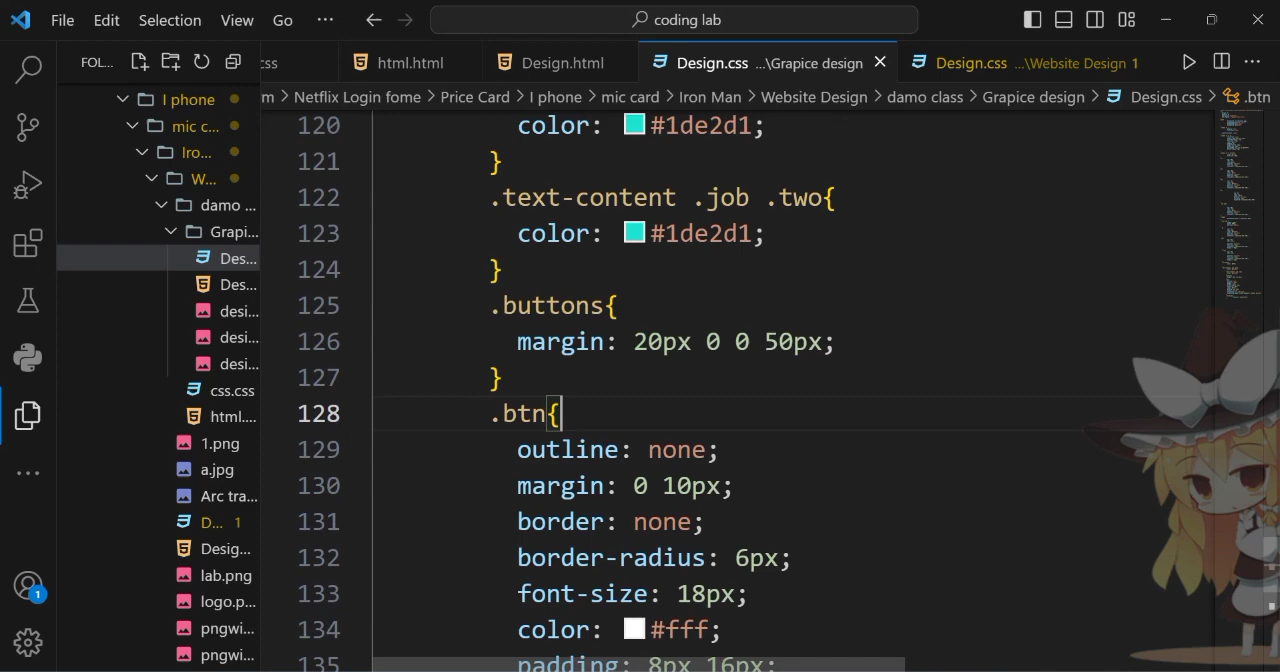 File Edit Selection View Go ··· coding lab
FOL... css html.html Design.html Design.css ...\Grapice design Design.css ...\Website Design 1
m > Netflix Login fome > Price Card > I phone > mic card > Iron Man > Website Design > damo class > Grapice design > Design.css > .btn
I phone
mic c...
Iro...
W...
damo ...
Grapi...
Des...
Des...
desi...
desi...
desi...
css.css
html....
1.png
a.jpg
Arc tra...
D... 1
Desig...
lab.png
logo.p...
pngwi...
pngwi...
1
120 color: #1de2d1;
121 }
122 .text-content .job .two{
123 color: #1de2d1;
124 }
125 .buttons{
126 margin: 20px 0 0 50px;
127 }
128 .btn{
129 outline: none;
130 margin: 0 10px;
131 border: none;
132 border-radius: 6px;
133 font-size: 18px;
134 color: #fff;
135 padding: 8px 16px;